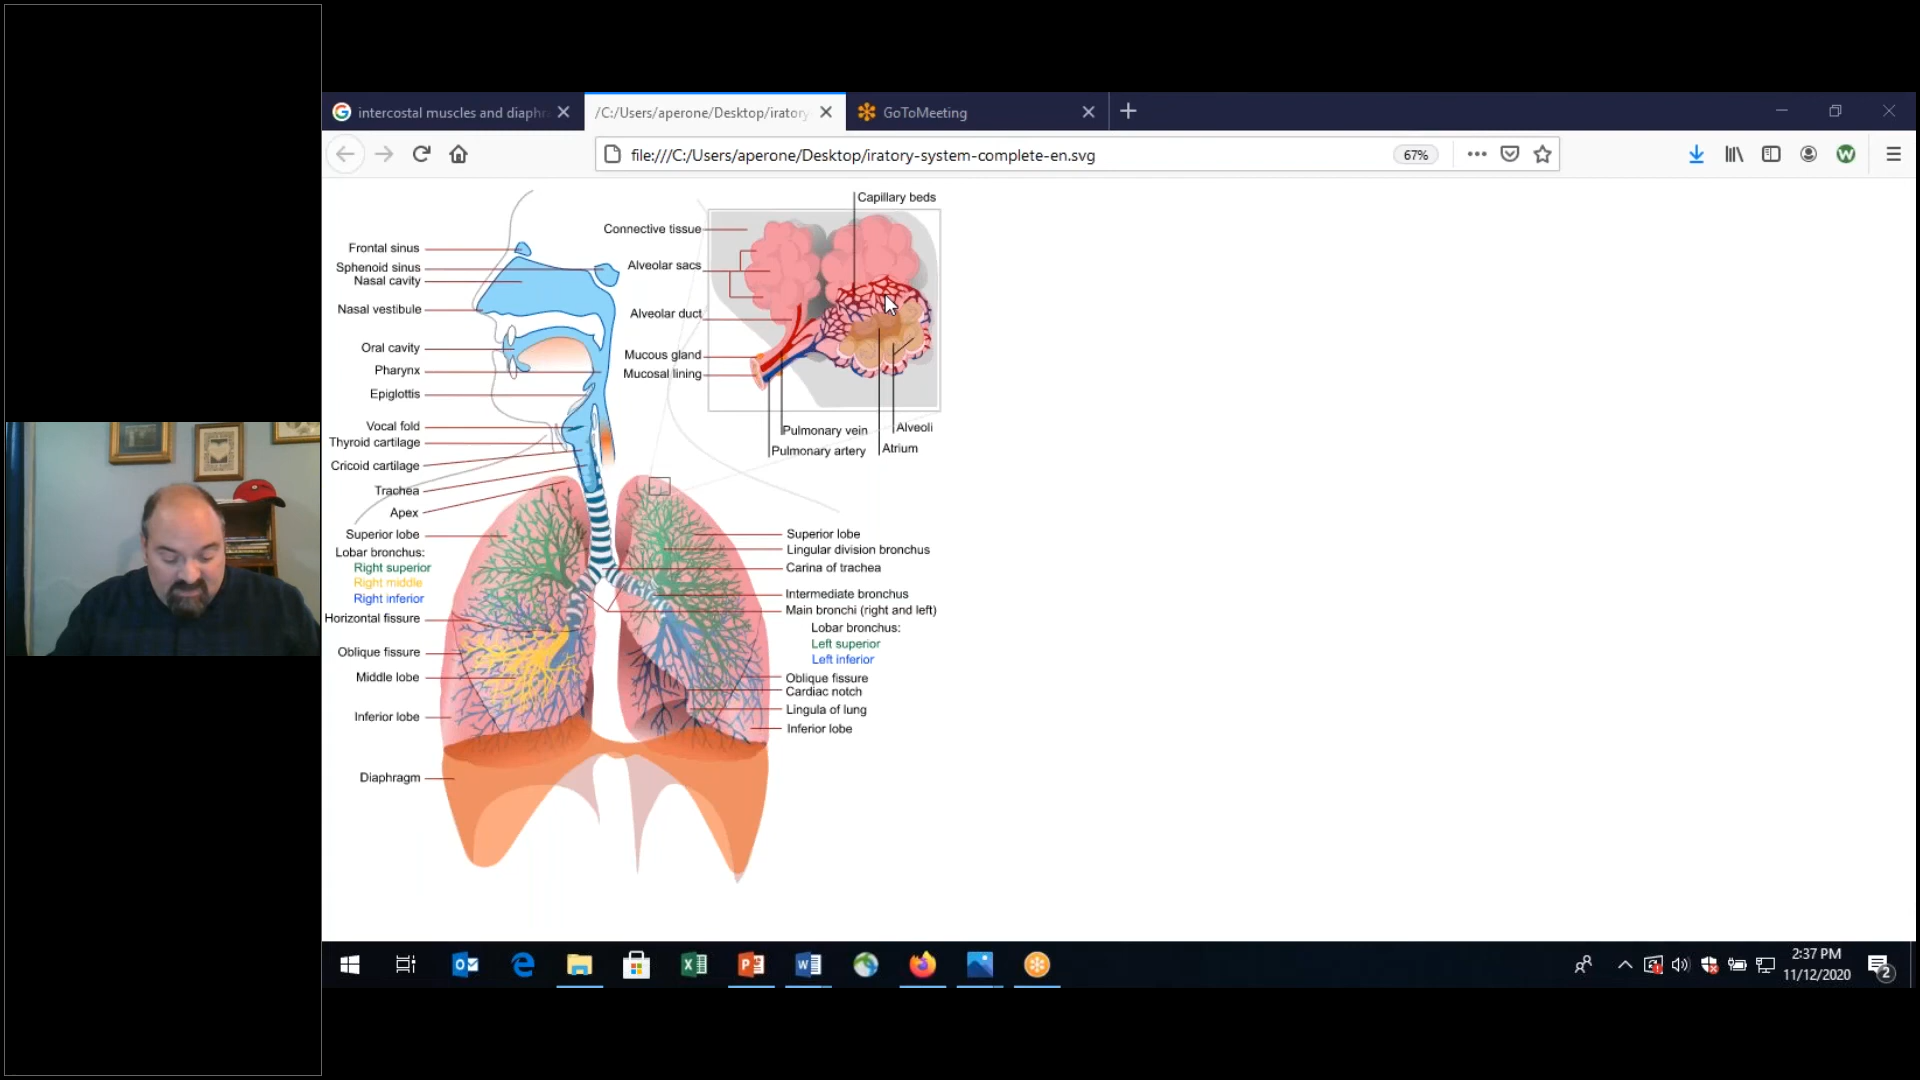 intercostal muscles and diaphr
/C:/Users/aperone/Desktop/iratory
GoToMeeting
file:///C:/Users/aperone/Desktop/iratory-system-complete-en.svg
67%
Capillary beds
Connective tissue
Alveolar sacs
Alveolar duct
Mucous gland
Mucosal lining
Pulmonary vein
Pulmonary artery
Alveoli
Atrium
Frontal sinus
Sphenoid sinus
Nasal cavity
Nasal vestibule
Oral cavity
Pharynx
Epiglottis
Vocal fold
Thyroid cartilage
Cricoid cartilage
Trachea
Apex
Superior lobe
Lobar bronchus:
Right superior
Right middle
Right inferior
Horizontal fissure
Oblique fissure
Middle lobe
Inferior lobe
Diaphragm
Superior lobe
Lingular division bronchus
Carina of trachea
Intermediate bronchus
Main bronchi (right and left)
Lobar bronchus:
Left superior
Left inferior
Oblique fissure
Cardiac notch
Lingula of lung
Inferior lobe
2:37 PM
11/12/2020
2